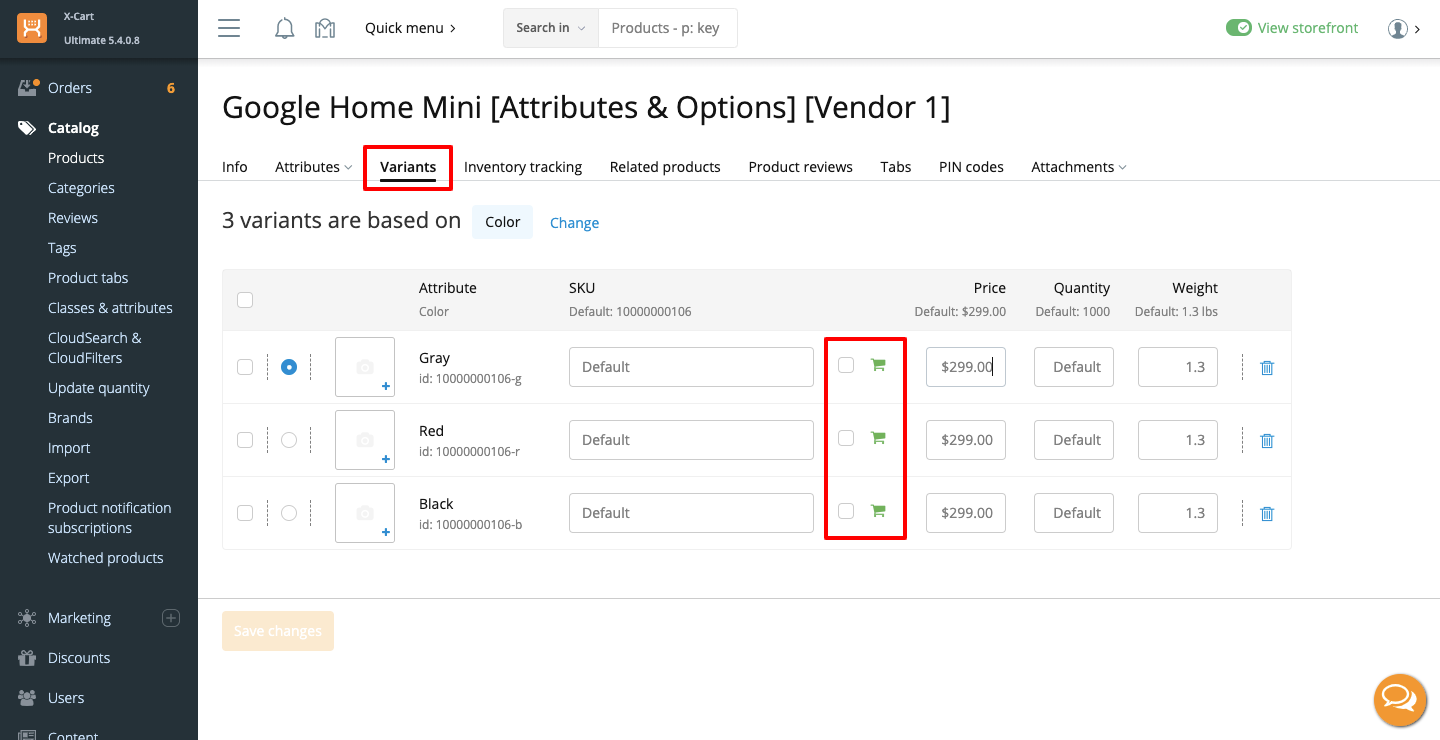 X-Cart
Ultimate 5.4.0.8
Quick menu
Search in
Products - p: key
View storefront
Orders 6
Catalog
Products
Categories
Reviews
Tags
Product tabs
Classes & attributes
CloudSearch &
CloudFilters
Update quantity
Brands
Import
Export
Product notification
subscriptions
Watched products
Marketing
Discounts
Users
Content
Google Home Mini [Attributes & Options] [Vendor 1]
Info Attributes Variants Inventory tracking Related products Product reviews Tabs PIN codes Attachments
3 variants are based on Color Change
Attribute SKU Price Quantity Weight
Color Default: 10000000106 Default: $299.00 Default: 1000 Default: 1.3 lbs
Gray
id: 10000000106-g
Default $299.00 Default 1.3
Red
id: 10000000106-r
Default $299.00 Default 1.3
Black
id: 10000000106-b
Default $299.00 Default 1.3
Save changes